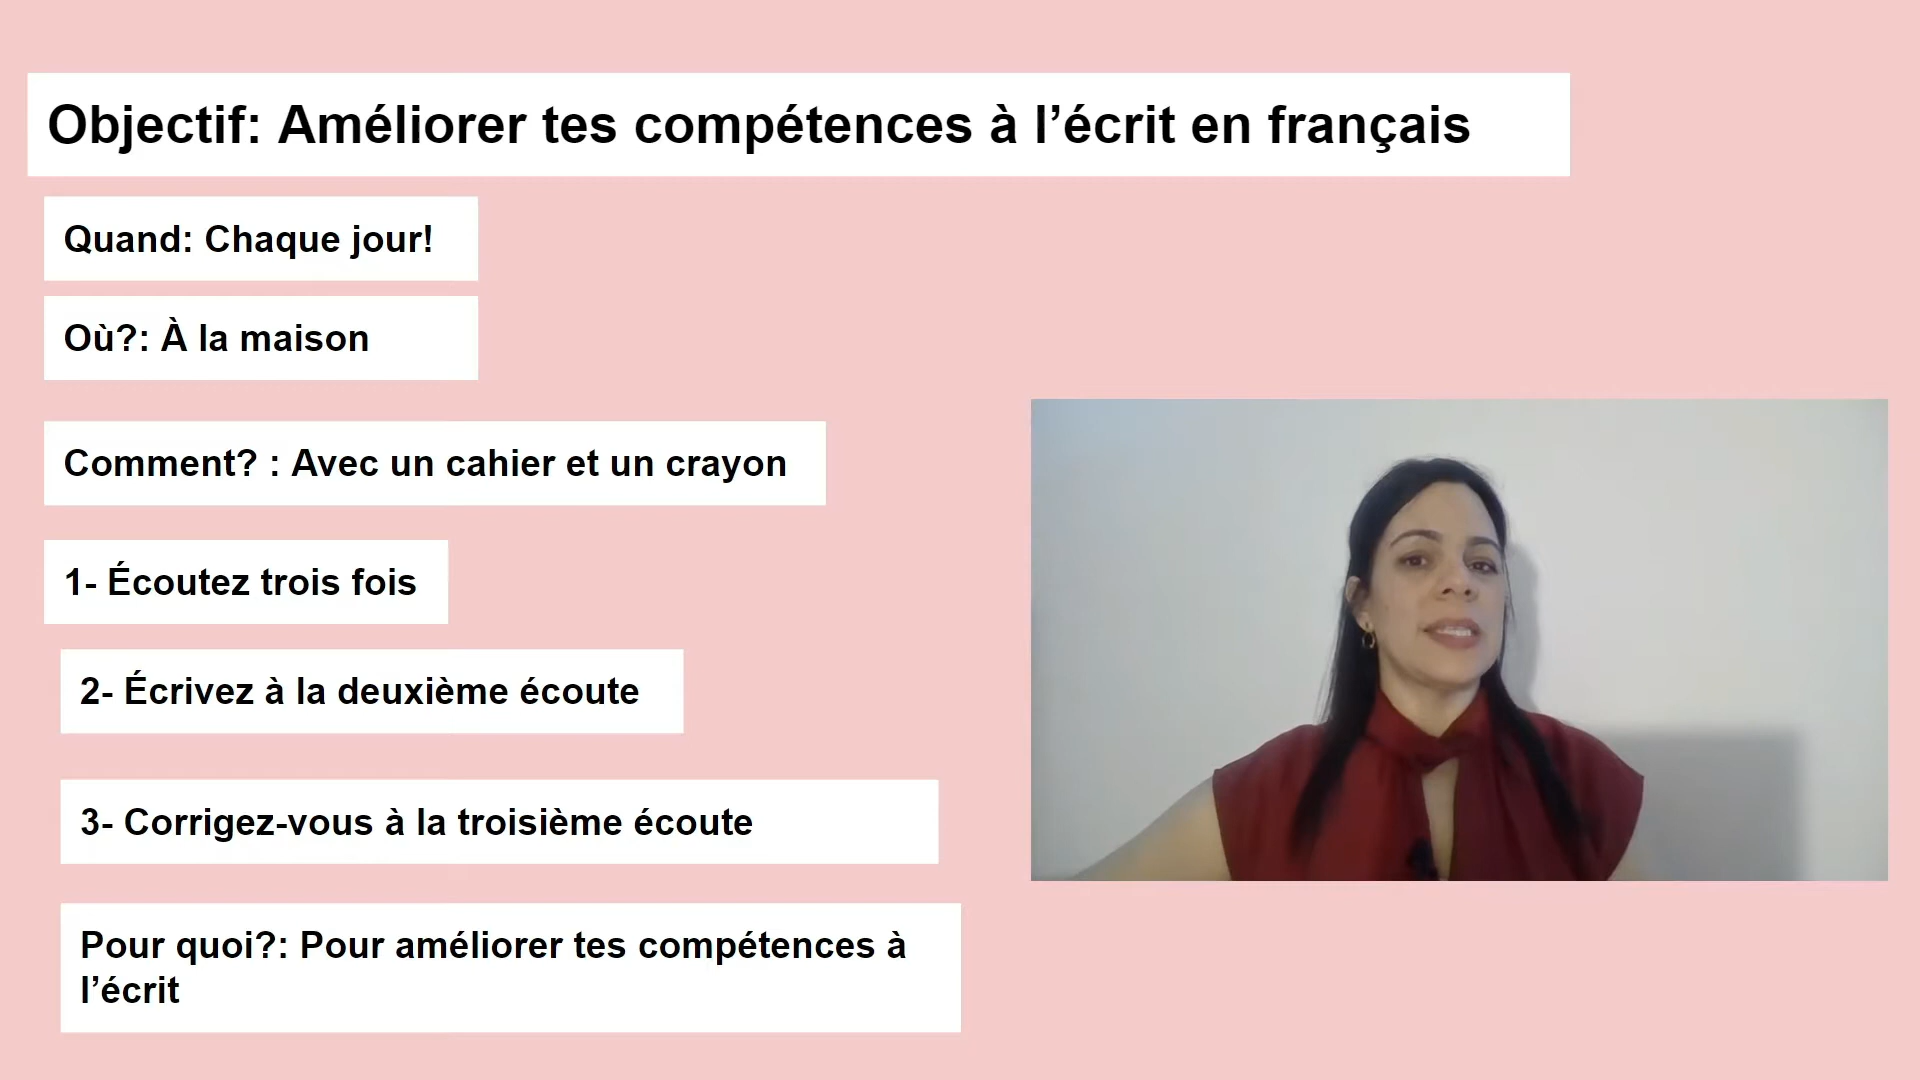 Objectif: Améliorer tes compétences à l’écrit en français
Quand: Chaque jour!
Où?: À la maison
Comment? : Avec un cahier et un crayon
1- Écoutez trois fois
2- Écrivez à la deuxième écoute
3- Corrigez-vous à la troisième écoute
Pour quoi?: Pour améliorer tes compétences à
l’écrit